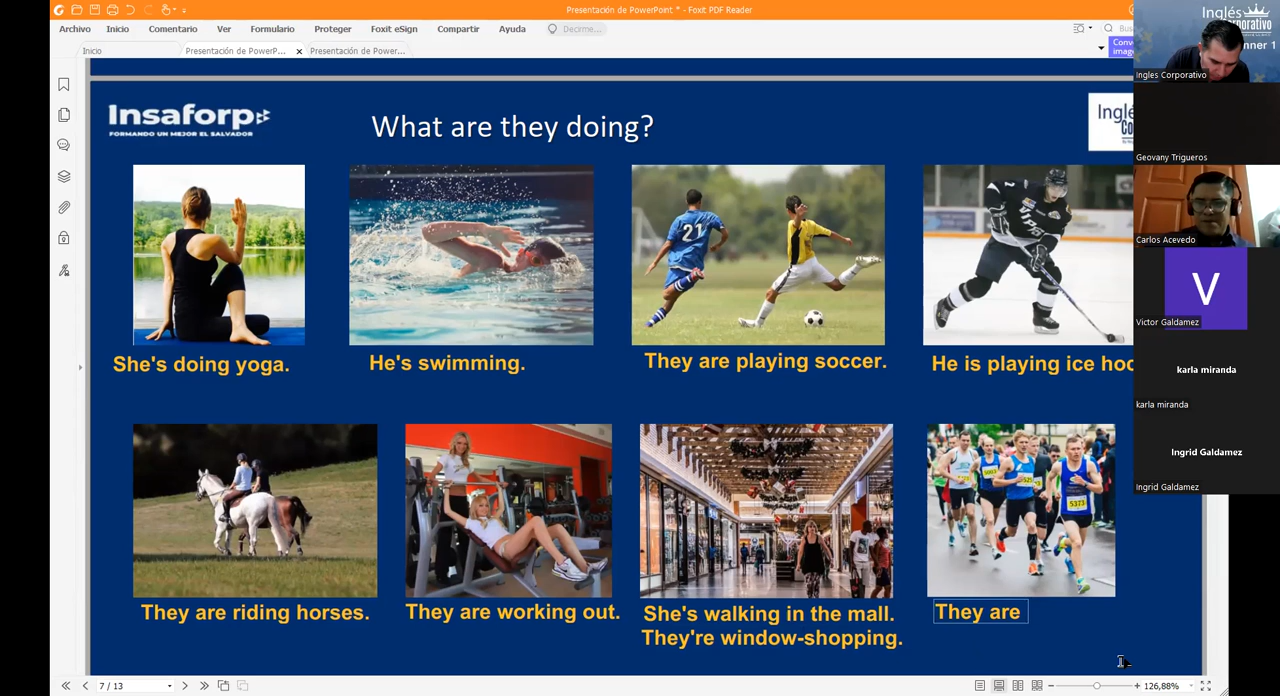 Presentación de PowerPoint * - Foxit PDF Reader
Archivo Inicio Comentario Ver Formulario Proteger Foxit eSign Compartir Ayuda Decirme...
Inicio Presentación de PowerP... Presentación de Power...
Insaforp
FORMANDO UN MEJOR EL SALVADOR
What are they doing?
21
She's doing yoga.
He's swimming.
They are playing soccer.
He is playing ice hoc
5373
They are riding horses.
They are working out.
She's walking in the mall.
They're window-shopping.
They are
7 / 13
126,88%
Inglés
Ingles Corporativo
Geovany Trigueros
Carlos Acevedo
V
Victor Galdamez
karla miranda
karla miranda
Ingrid Galdamez
Ingrid Galdamez